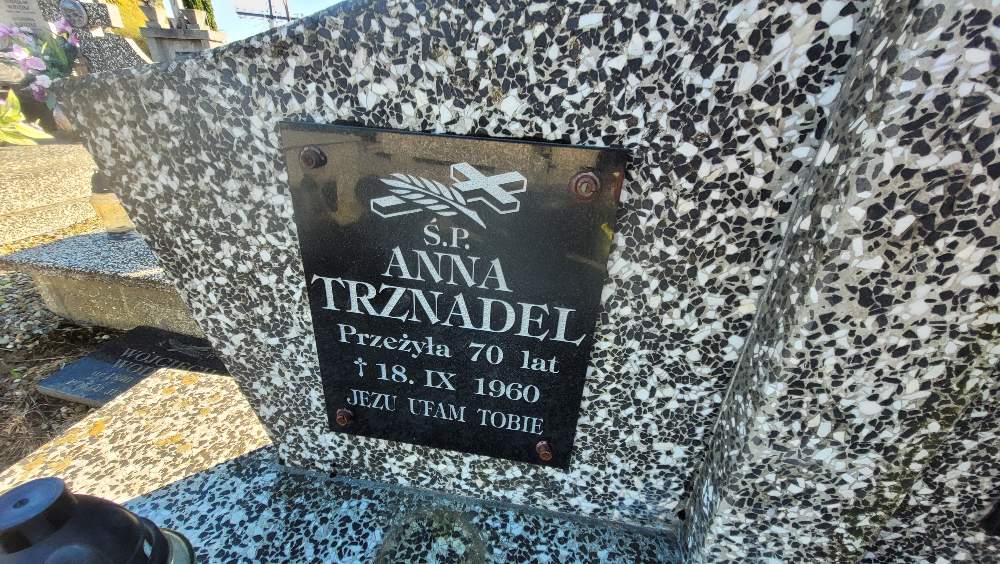 Ś.P.
ANNA
TRZNADEL
Przeżyła 70 lat
† 18. IX 1960
JEZU UFAM TOBIE